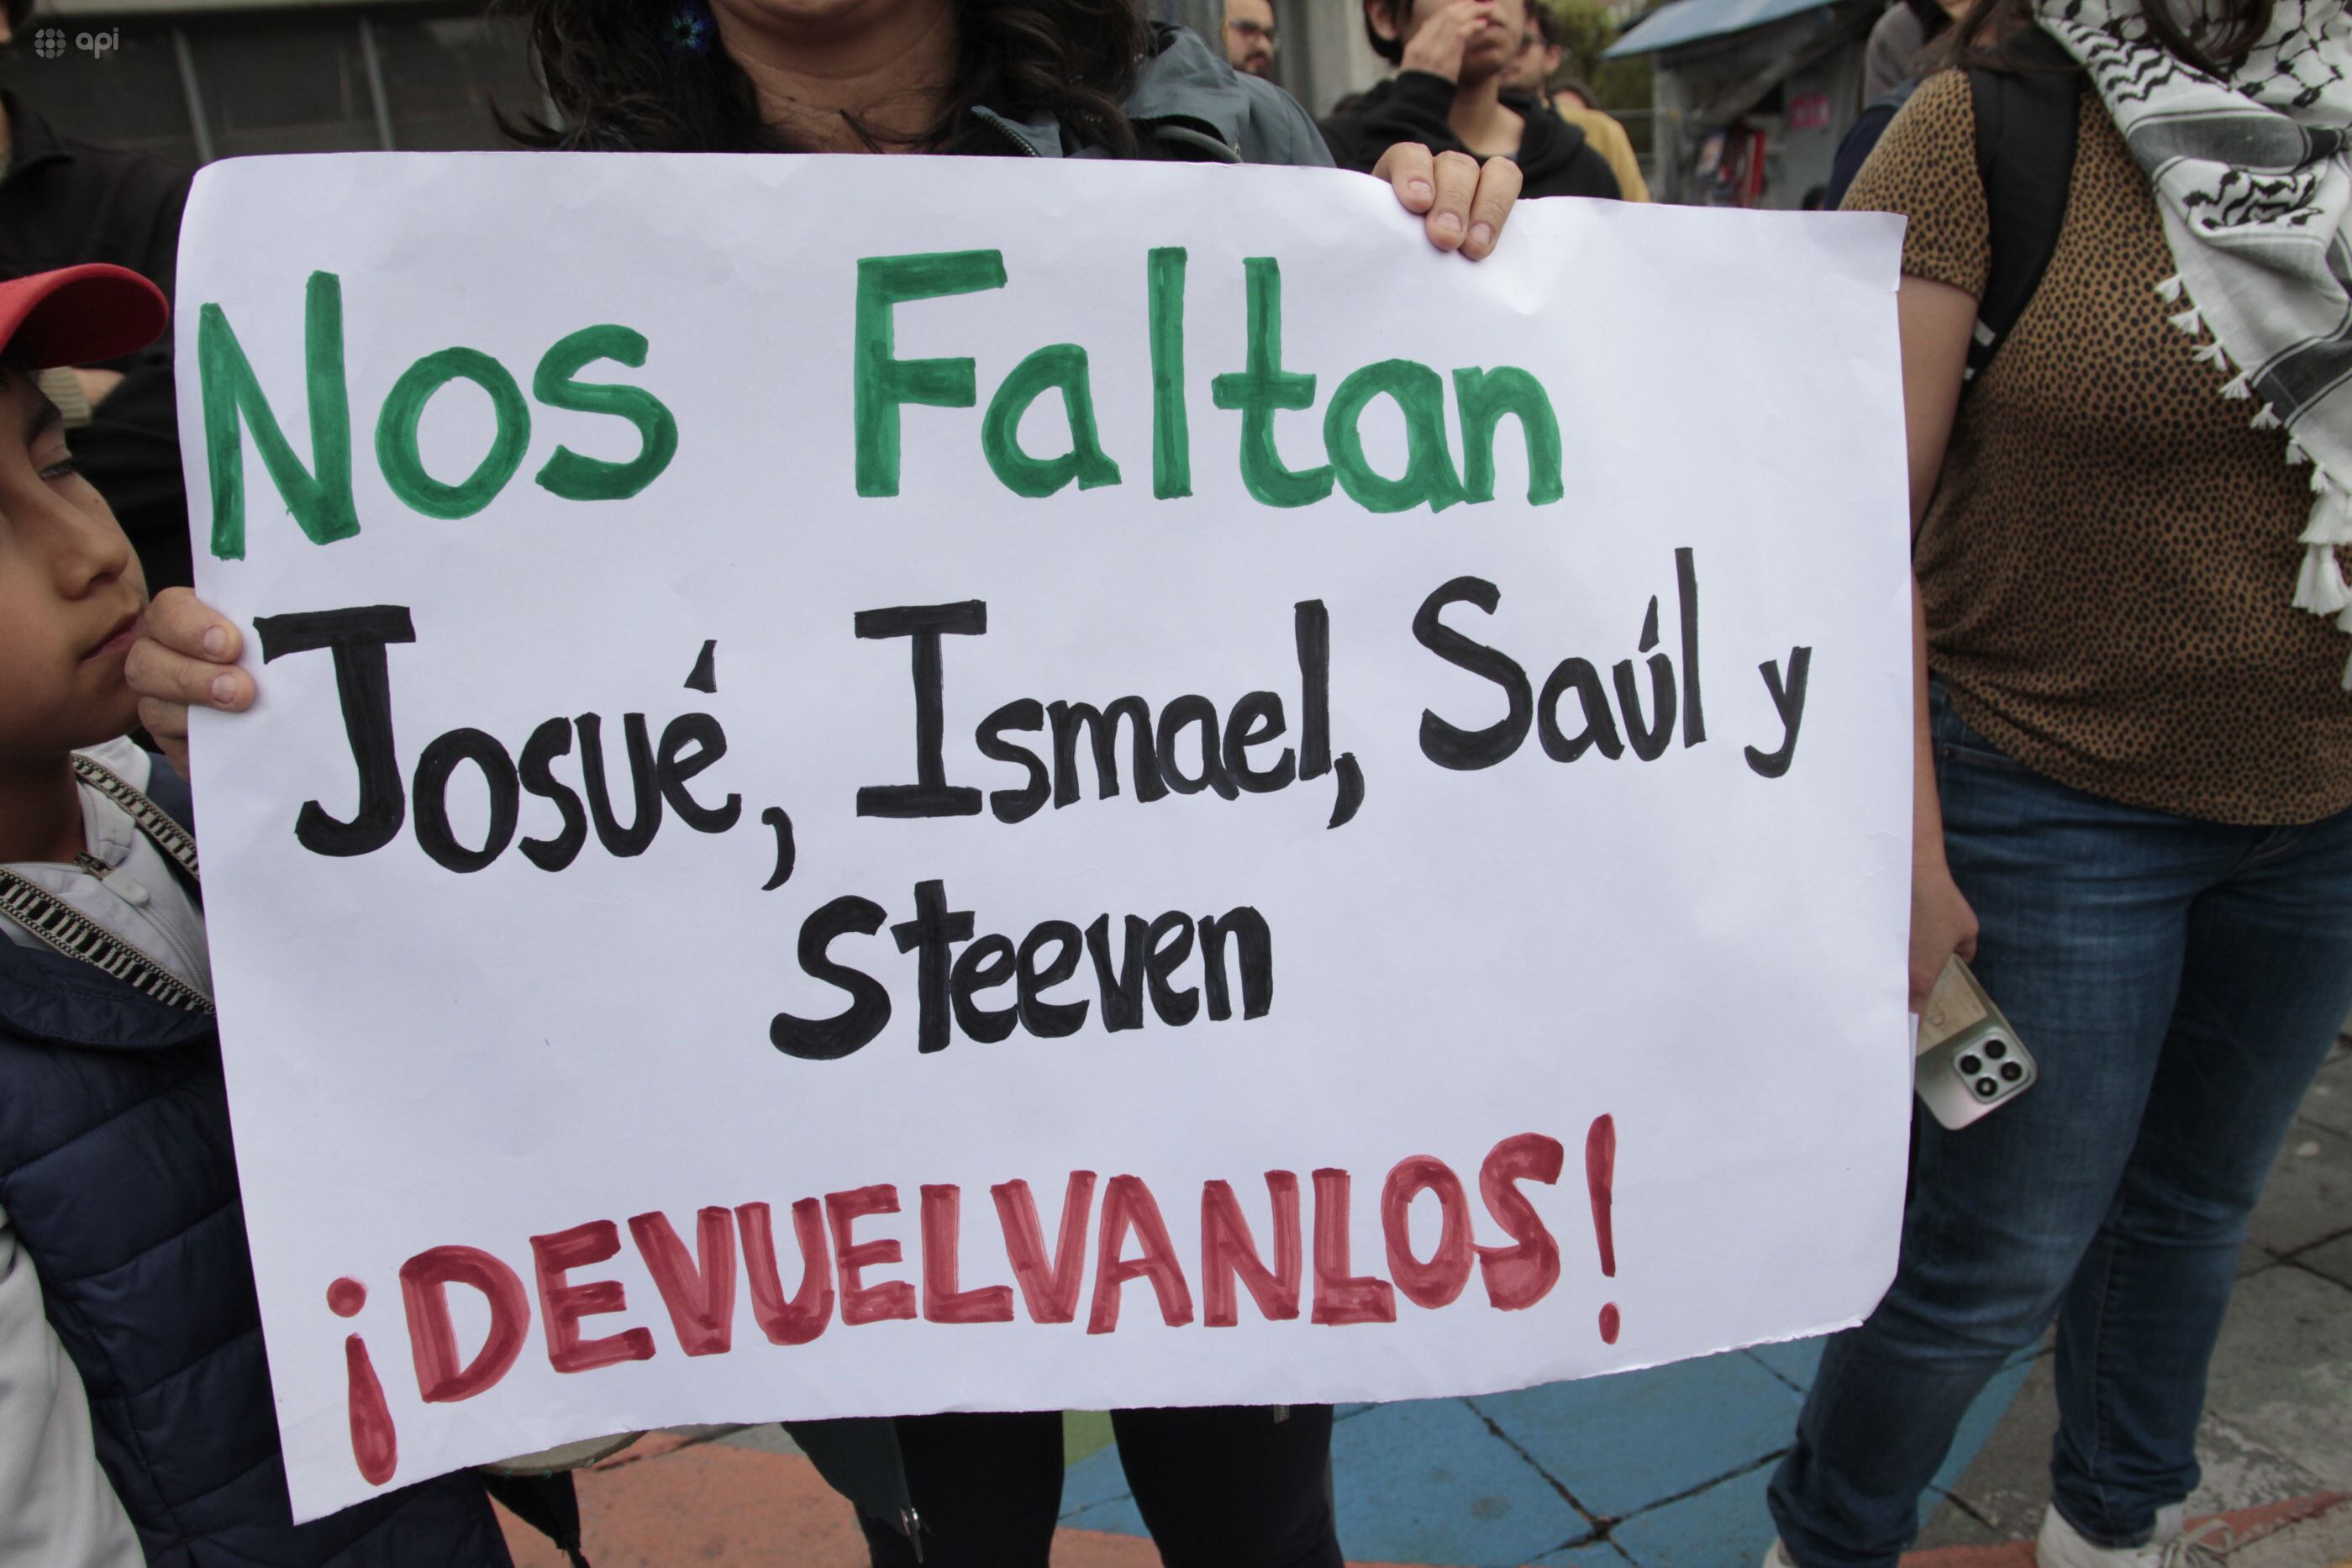 api
Nos Faltan
Josué, Ismael, Saúl y
Steeven
¡DEVUELVANLOS!